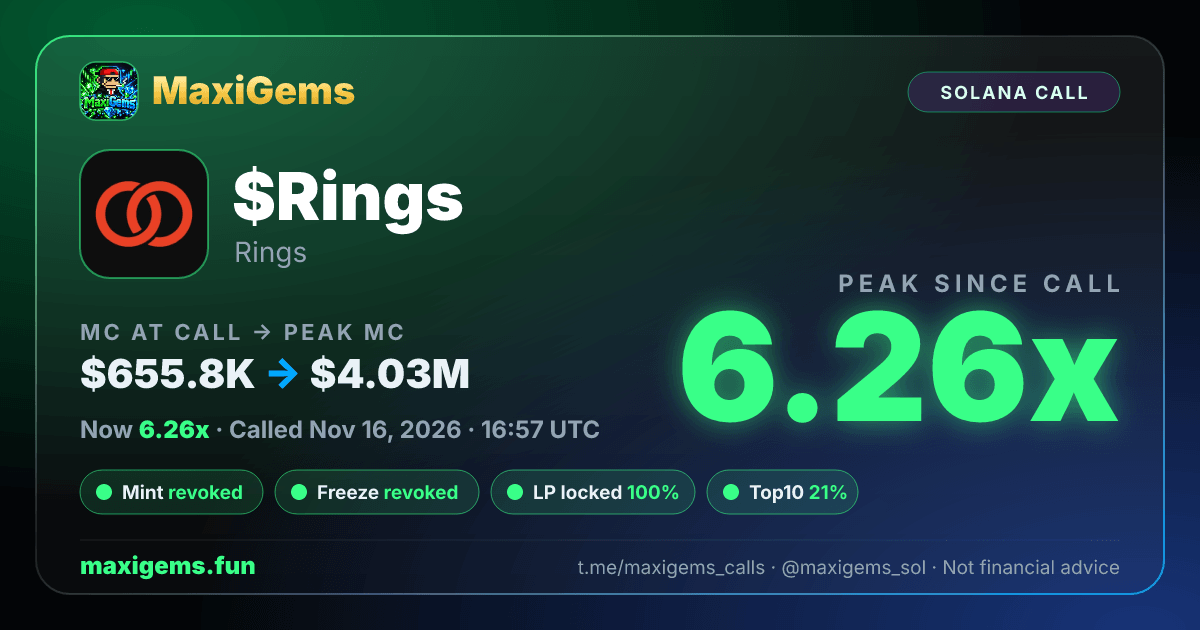 MaxiGems
MaxiGems
SOLANA CALL
$Rings
Rings
PEAK SINCE CALL
6.26x
MC AT CALL → PEAK MC
$655.8K → $4.03M
Now 6.26x · Called Nov 16, 2026 · 16:57 UTC
Mint revoked
Freeze revoked
LP locked 100%
Top10 21%
maxigems.fun
t.me/maxigems_calls · @maxigems_sol · Not financial advice